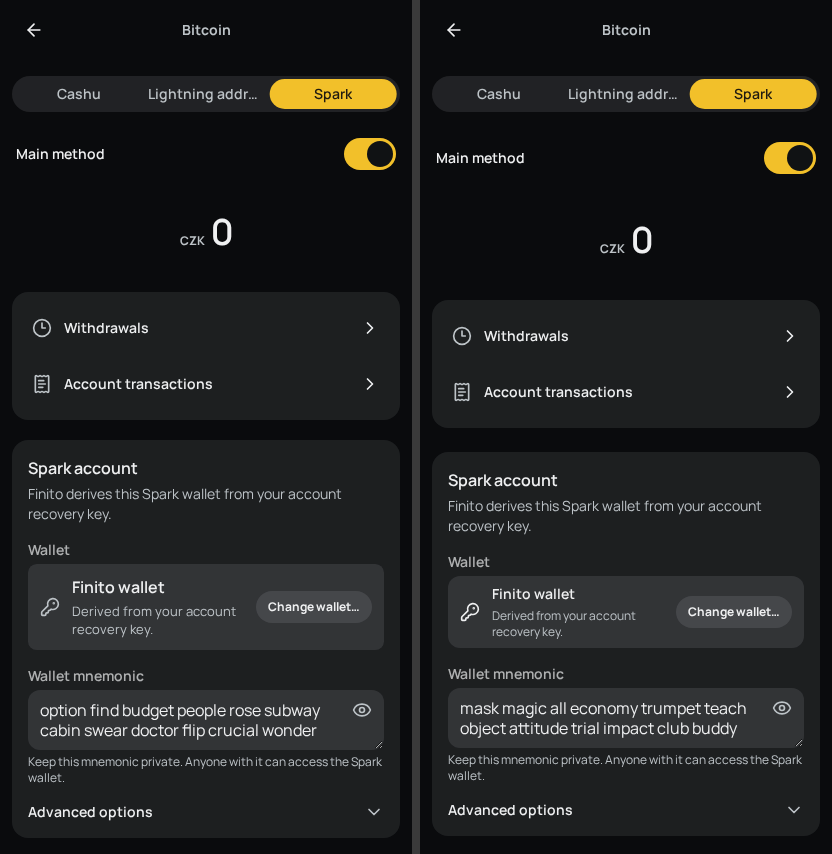 Bitcoin
Cashu
Lightning addr...
Spark
Main method
CZK 0
Withdrawals
Account transactions
Spark account
Finito derives this Spark wallet from your account
recovery key.
Wallet
Finito wallet
Derived from your account
recovery key.
Change wallet...
Wallet mnemonic
option find budget people rose subway
cabin swear doctor flip crucial wonder
Keep this mnemonic private. Anyone with it can access the Spark
wallet.
Advanced options
Bitcoin
Cashu
Lightning addr...
Spark
Main method
CZK 0
Withdrawals
Account transactions
Spark account
Finito derives this Spark wallet from your account
recovery key.
Wallet
Finito wallet
Derived from your account
recovery key.
Change wallet...
Wallet mnemonic
mask magic all economy trumpet teach
object attitude trial impact club buddy
Keep this mnemonic private. Anyone with it can access the Spark
wallet.
Advanced options